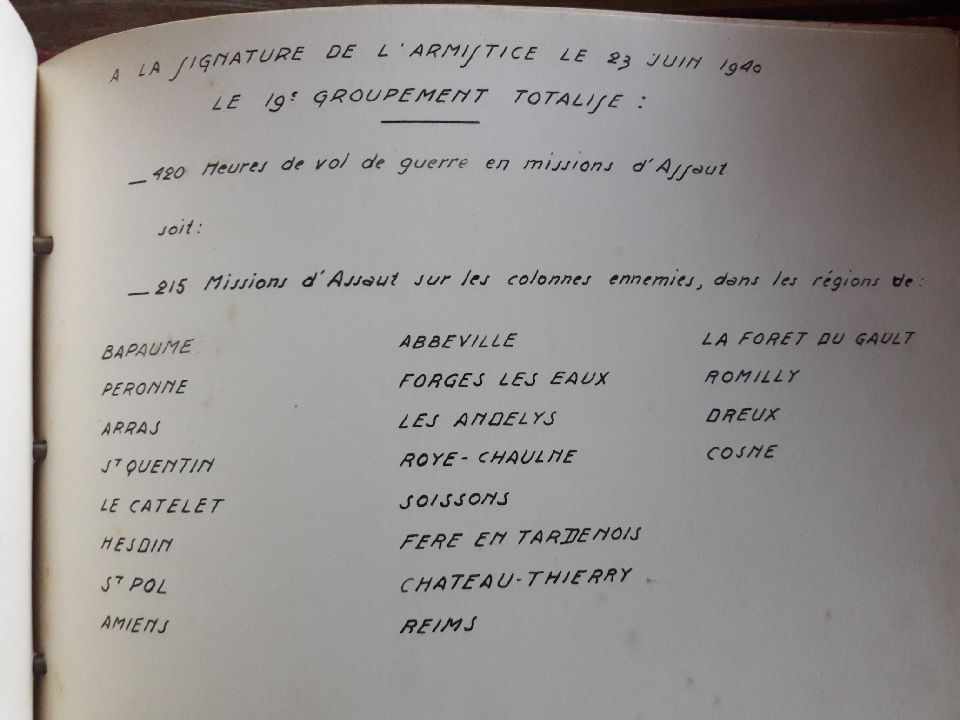 A LA SIGNATURE DE L'ARMISTICE LE 23 JUIN 1940
LE 19e GROUPEMENT TOTALISE :
_ 420 Heures de vol de guerre en missions d'Assaut
soit :
_ 215 Missions d'Assaut sur les colonnes ennemies, dans les régions de :
BAPAUME
PERONNE
ARRAS
ST QUENTIN
LE CATELET
HESDIN
ST POL
AMIENS
ABBEVILLE
FORGES LES EAUX
LES ANDELYS
ROYE - CHAULNE
SOISSONS
FERE EN TARDENOIS
CHATEAU - THIERRY
REIMS
LA FORET DU GAULT
ROMILLY
DREUX
COSNE